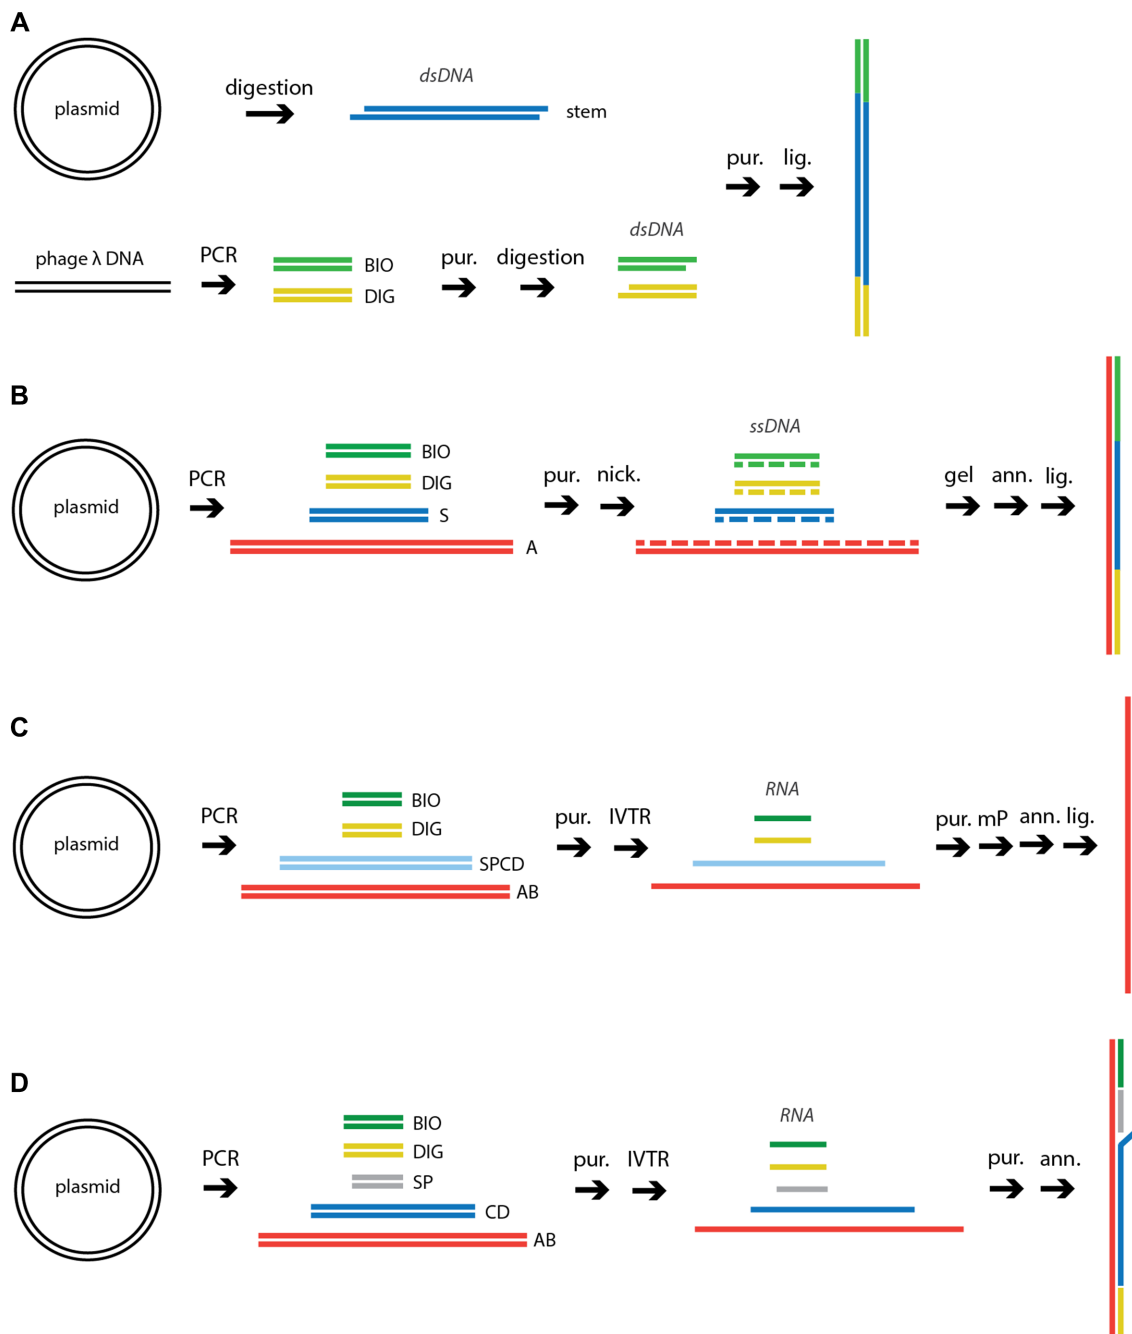 A
plasmid
digestion
dsDNA
stem
pur. lig.
phage λ DNA
PCR
BIO
DIG
pur. digestion
dsDNA
B
plasmid
PCR
BIO
DIG
S
A
pur. nick.
ssDNA
gel ann. lig.
C
plasmid
PCR
BIO
DIG
SPCD
AB
pur. IVTR
RNA
pur. mP ann. lig.
D
plasmid
PCR
BIO
DIG
SP
CD
AB
pur. IVTR
RNA
pur. ann.